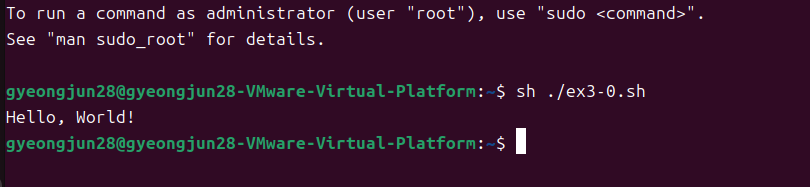 To run a command as administrator (user "root"), use "sudo <command>".
See "man sudo_root" for details.
gyeongjun28@gyeongjun28-VMware-Virtual-Platform:~$ sh ./ex3-0.sh
Hello, World!
gyeongjun28@gyeongjun28-VMware-Virtual-Platform:~$